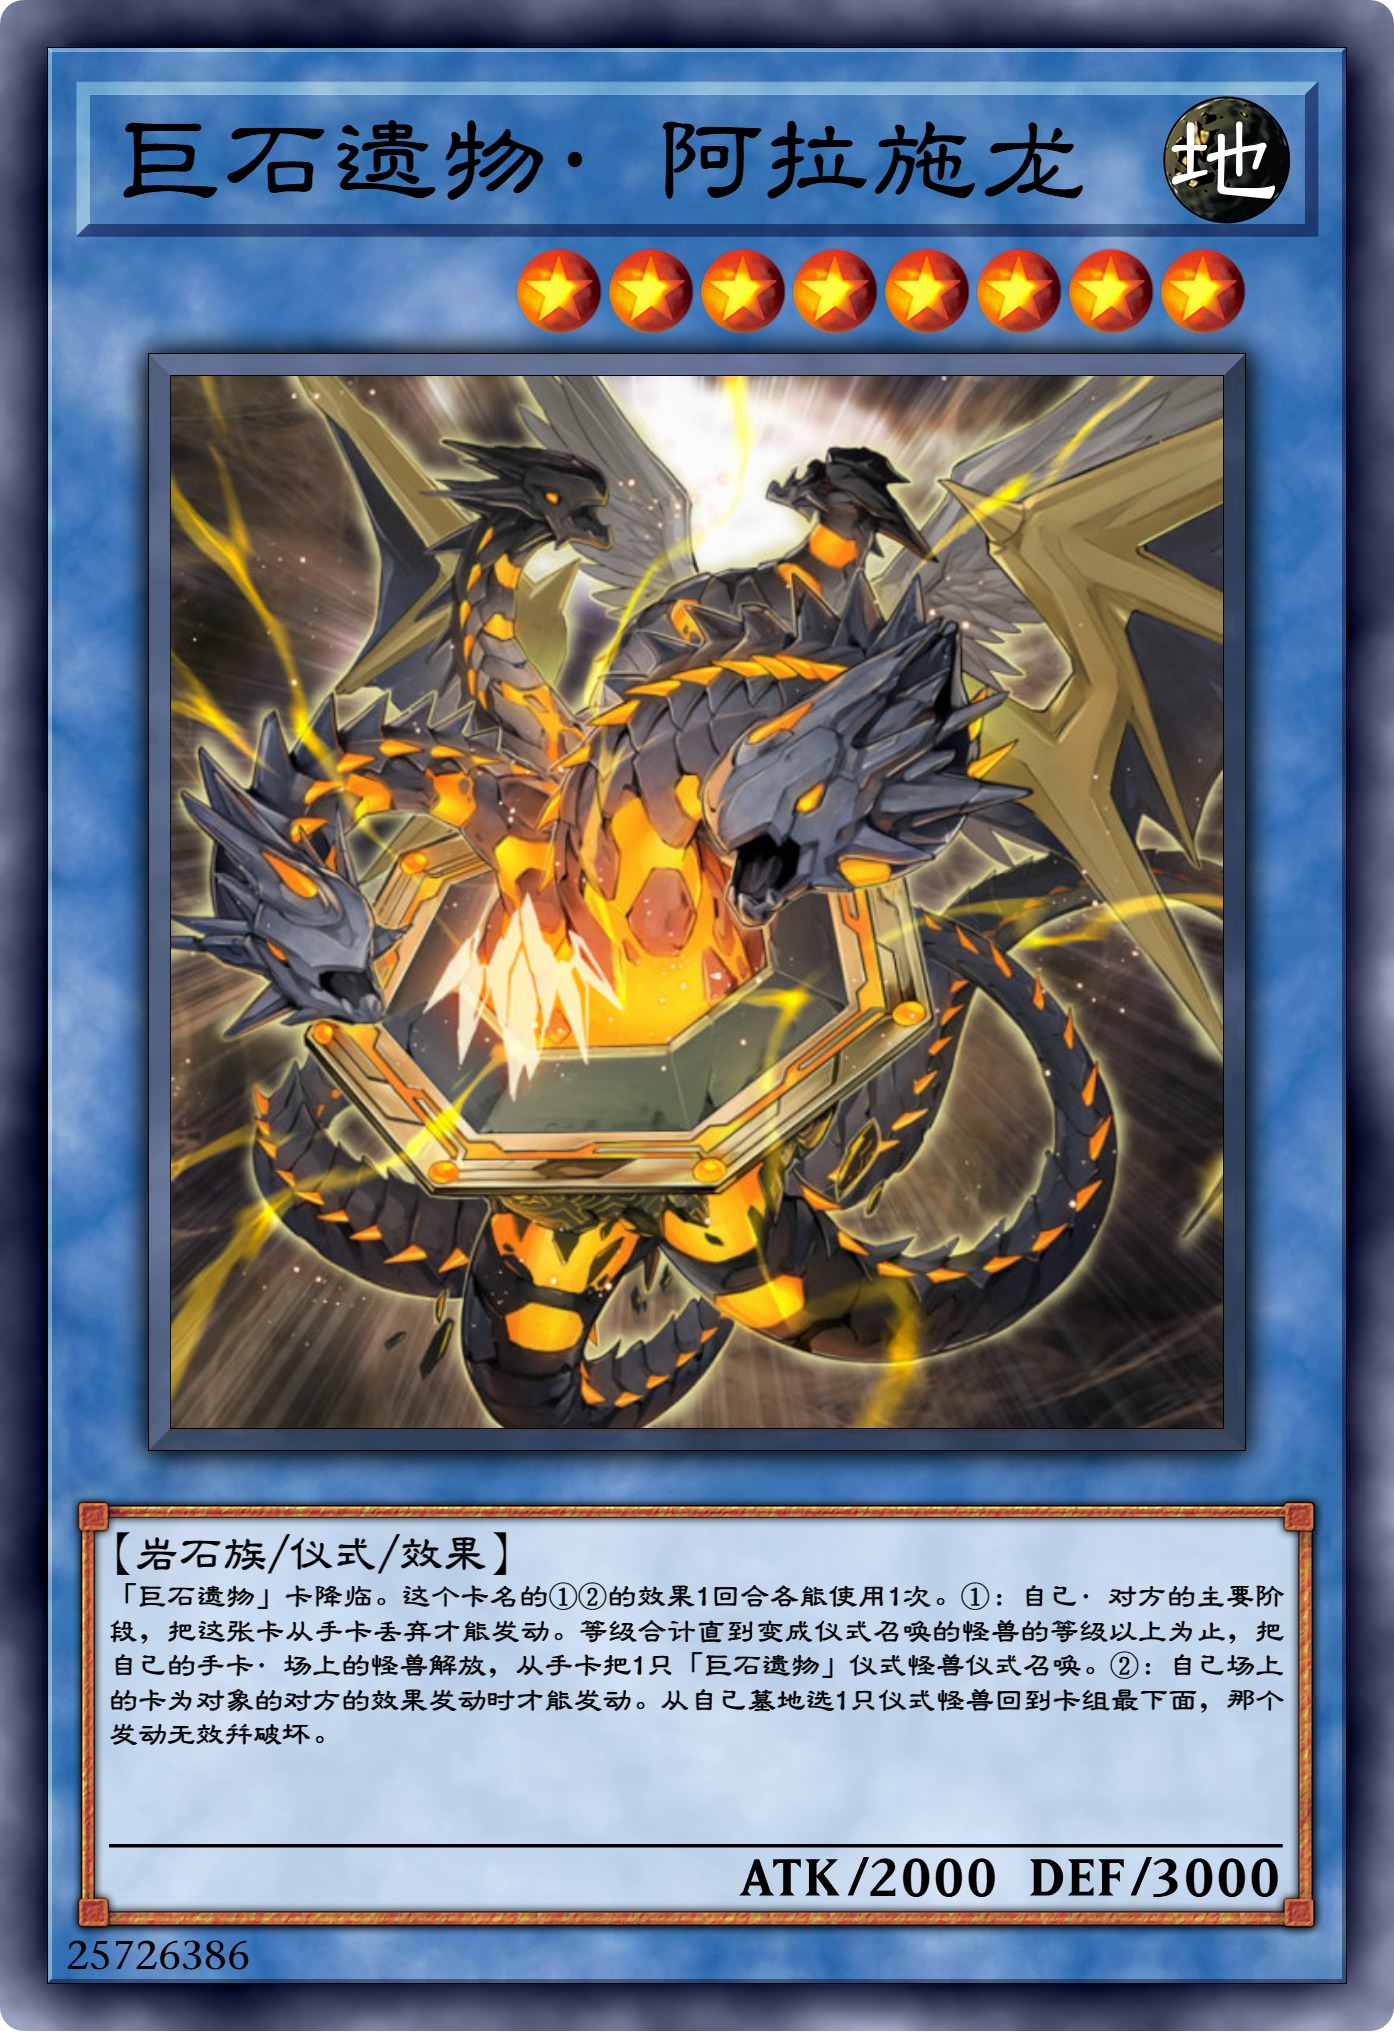 巨石遗物·阿拉施龙
地
【岩石族/仪式/效果】
「巨石遗物」卡降临。这个卡名的①②的效果1回合各能使用1次。①：自己·对方的主要阶
段，把这张卡从手卡丢弃才能发动。等级合计直到变成仪式召唤的怪兽的等级以上为止，把
自己的手卡·场上的怪兽解放，从手卡把1只「巨石遗物」仪式怪兽仪式召唤。②：自己场上
的卡为对象的对方的效果发动时才能发动。从自己墓地选1只仪式怪兽回到卡组最下面，那个
发动无效并破坏。
ATK/2000 DEF/3000
25726386